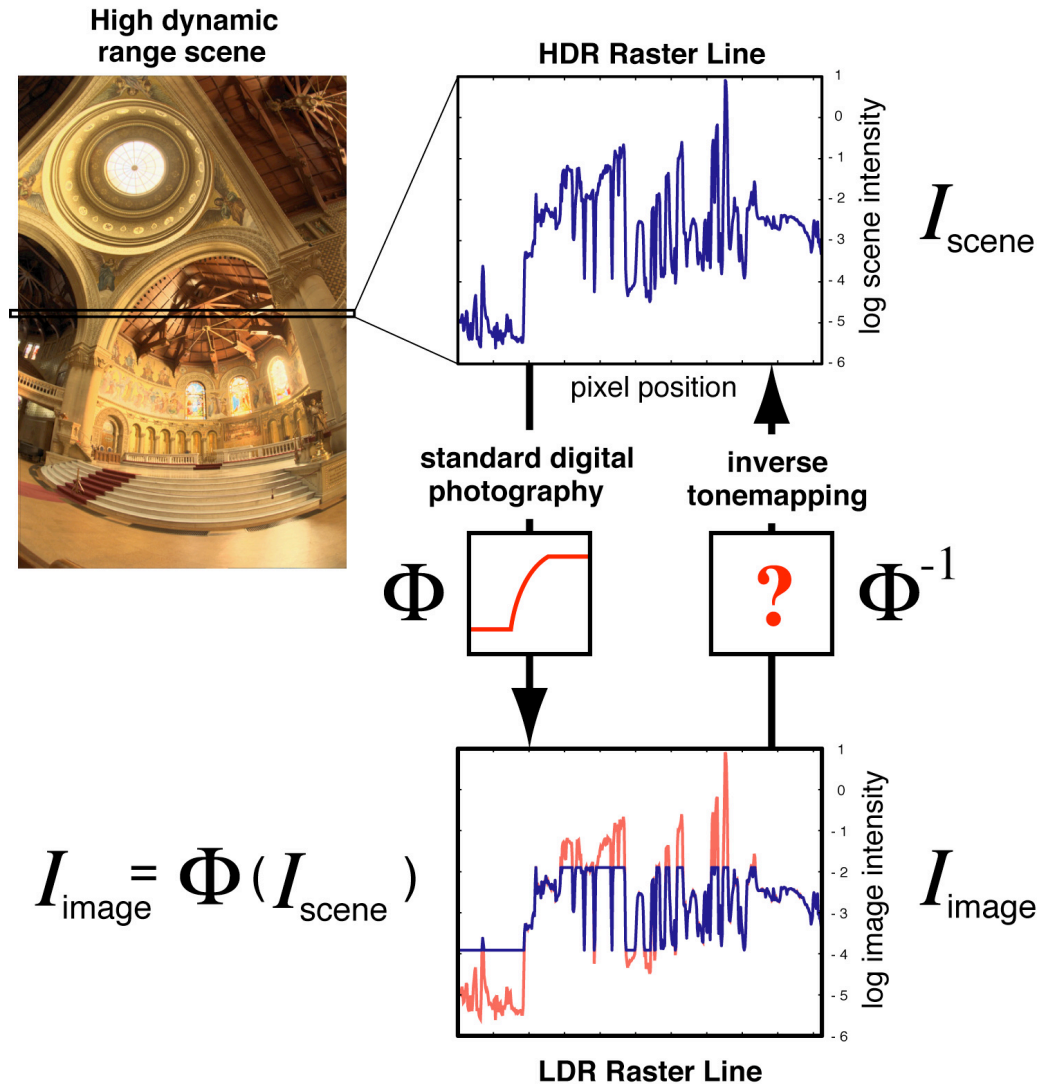 High dynamic
range scene
HDR Raster Line
1
0
- 1
- 2
- 3
- 4
- 5
- 6
log scene intensity
I scene
pixel position
standard digital
photography
inverse
tonemapping
Φ
?
Φ-1
1
0
- 1
- 2
- 3
- 4
- 5
- 6
log image intensity
I image = Φ ( I scene )
I image
LDR Raster Line